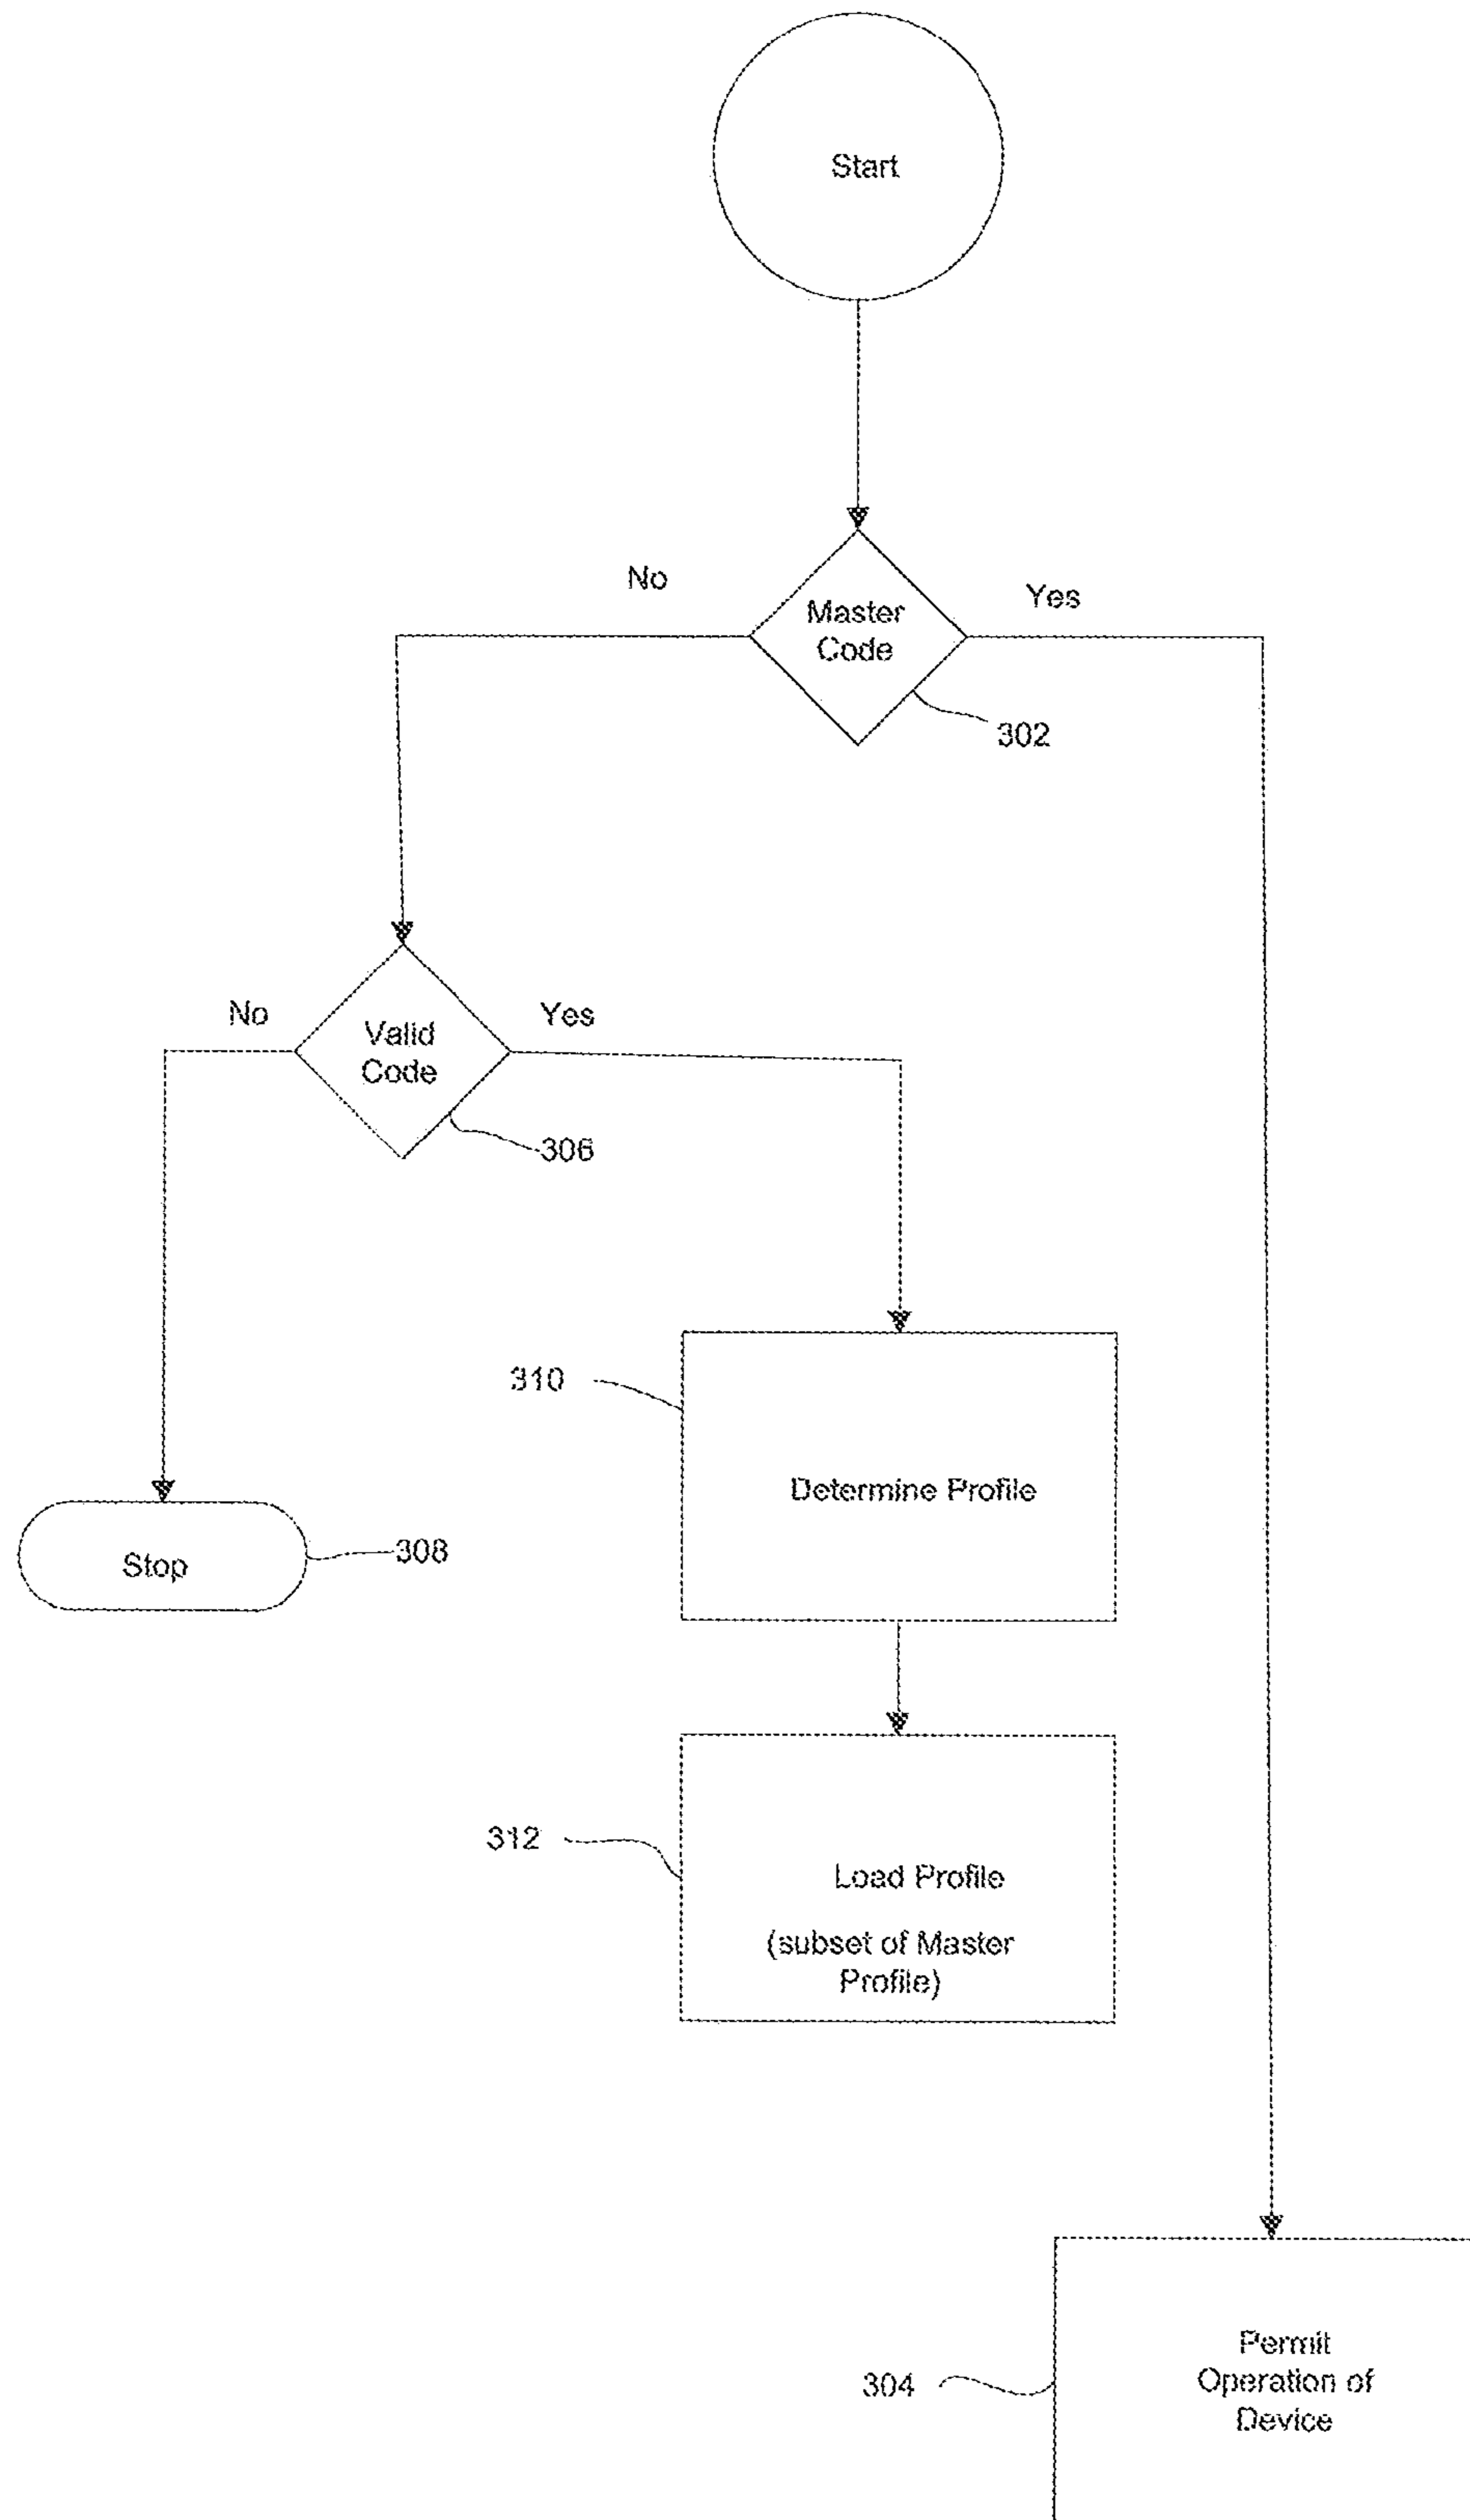 Start
No
Yes
Master
Code
302
No
Yes
Valid
Code
306
310
Determine Profile
Stop
308
312
Load Profile
(subset of Master
Profile)
Permit
304
Operation of
Device